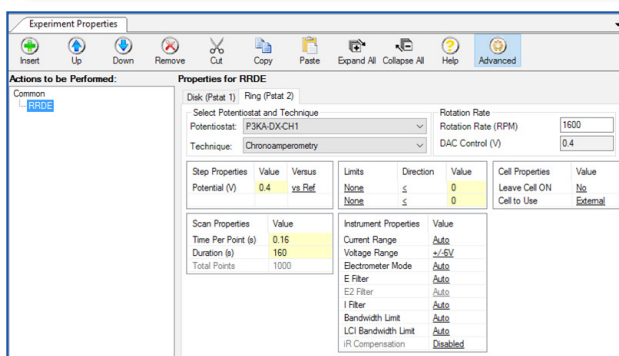 Experiment Properties
Insert Up Down Remove Cut Copy Paste Expand All Collapse All Help Advanced
Actions to be Performed:
Common
RRDE
Properties for RRDE
Disk (Pstat 1) Ring (Pstat 2)
Select Potentiostat and Technique
Potentiostat: P3KA-DX-CH1
Technique: Chronoamperometry
Rotation Rate
Rotation Rate (RPM) 1600
DAC Control (V) 0.4
Step Properties Value Versus
Potential (V) 0.4 vs Ref
Limits Direction Value
None ≤ 0
None ≤ 0
Cell Properties Value
Leave Cell ON No
Cell to Use External
Scan Properties Value
Time Per Point (s) 0.16
Duration (s) 160
Total Points 1000
Instrument Properties Value
Current Range Auto
Voltage Range +/-6V
Electrometer Mode Auto
E Filter Auto
E2 Filter Auto
I Filter Auto
Bandwidth Limit Auto
LCI Bandwidth Limit Auto
iR Compensation Disabled